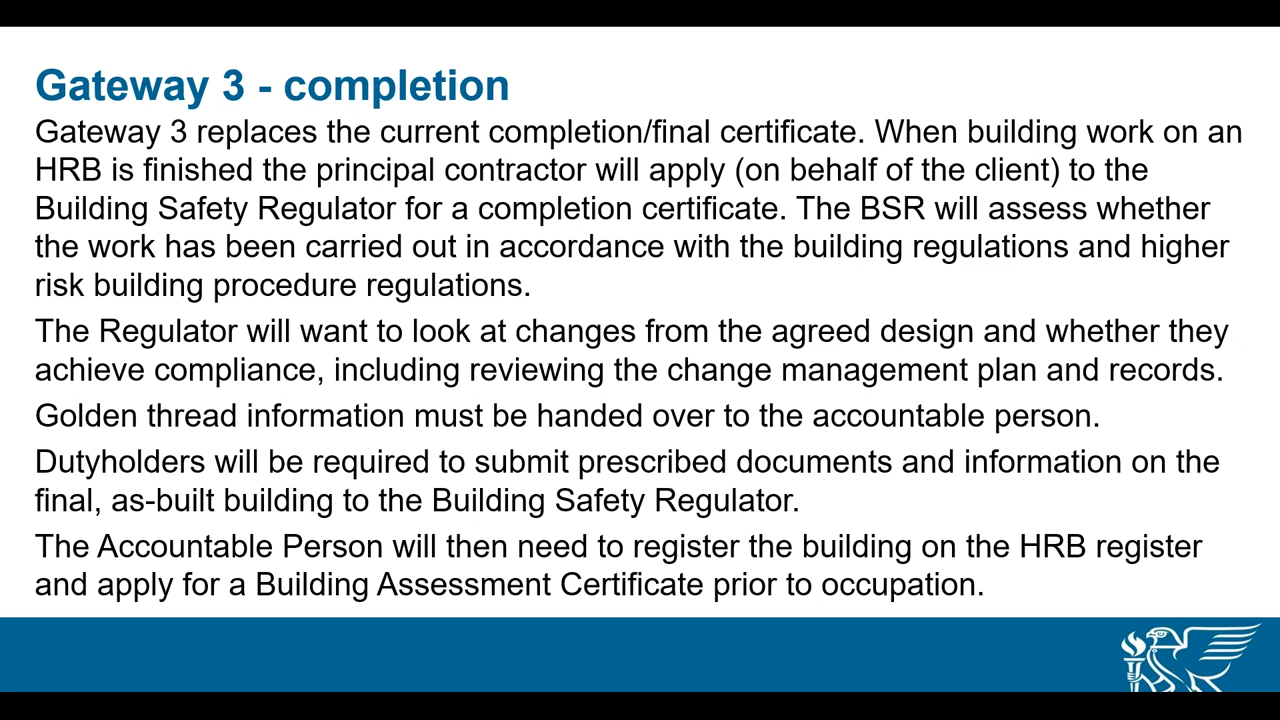 Gateway 3 - completion
Gateway 3 replaces the current completion/final certificate. When building work on an
HRB is finished the principal contractor will apply (on behalf of the client) to the
Building Safety Regulator for a completion certificate. The BSR will assess whether
the work has been carried out in accordance with the building regulations and higher
risk building procedure regulations.
The Regulator will want to look at changes from the agreed design and whether they
achieve compliance, including reviewing the change management plan and records.
Golden thread information must be handed over to the accountable person.
Dutyholders will be required to submit prescribed documents and information on the
final, as-built building to the Building Safety Regulator.
The Accountable Person will then need to register the building on the HRB register
and apply for a Building Assessment Certificate prior to occupation.